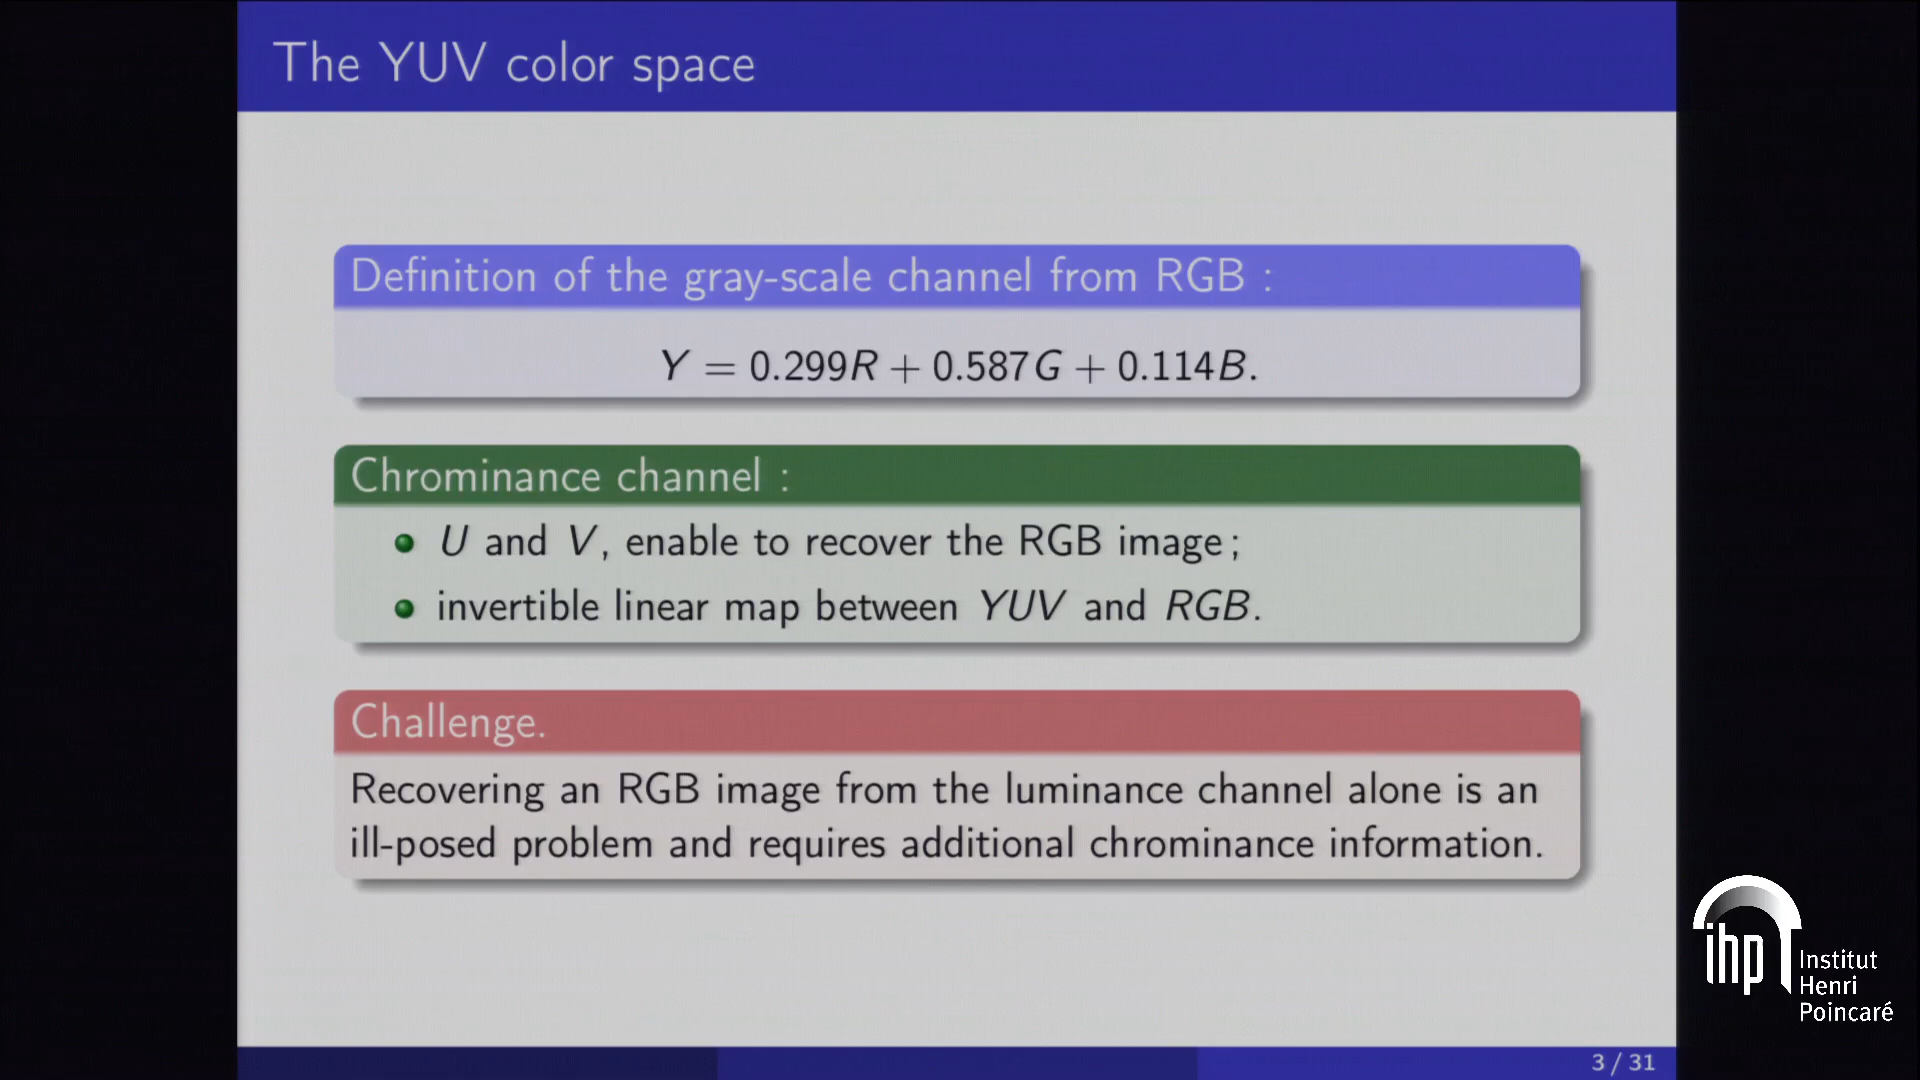 The YUV color space
Definition of the gray-scale channel from RGB :
Y = 0.299R + 0.587G + 0.114B.
Chrominance channel :
U and V, enable to recover the RGB image ;
invertible linear map between YUV and RGB.
Challenge.
Recovering an RGB image from the luminance channel alone is an
ill-posed problem and requires additional chrominance information.
ihp
Institut
Henri
Poincaré
3 / 31